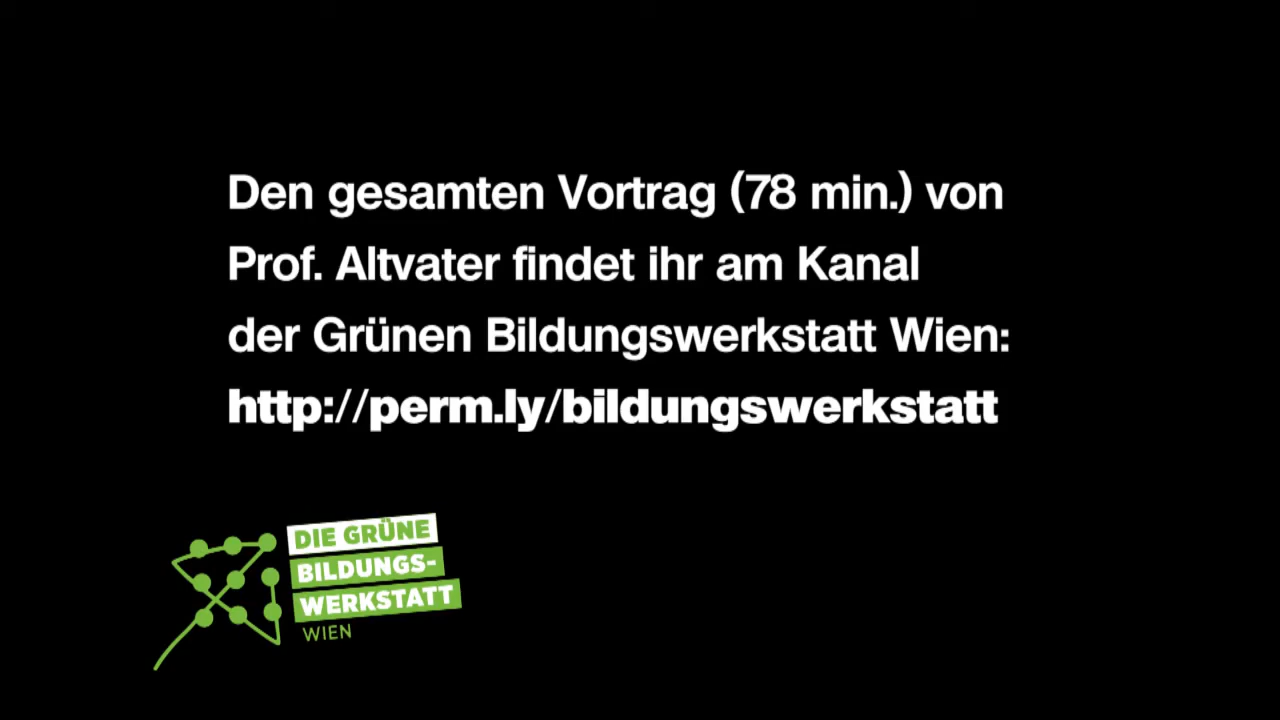 Den gesamten Vortrag (78 min.) von
Prof. Altvater findet ihr am Kanal
der Grünen Bildungswerkstatt Wien:
http://perm.ly/bildungswerkstatt
DIE GRÜNE
BILDUNGS-
WERKSTATT
WIEN